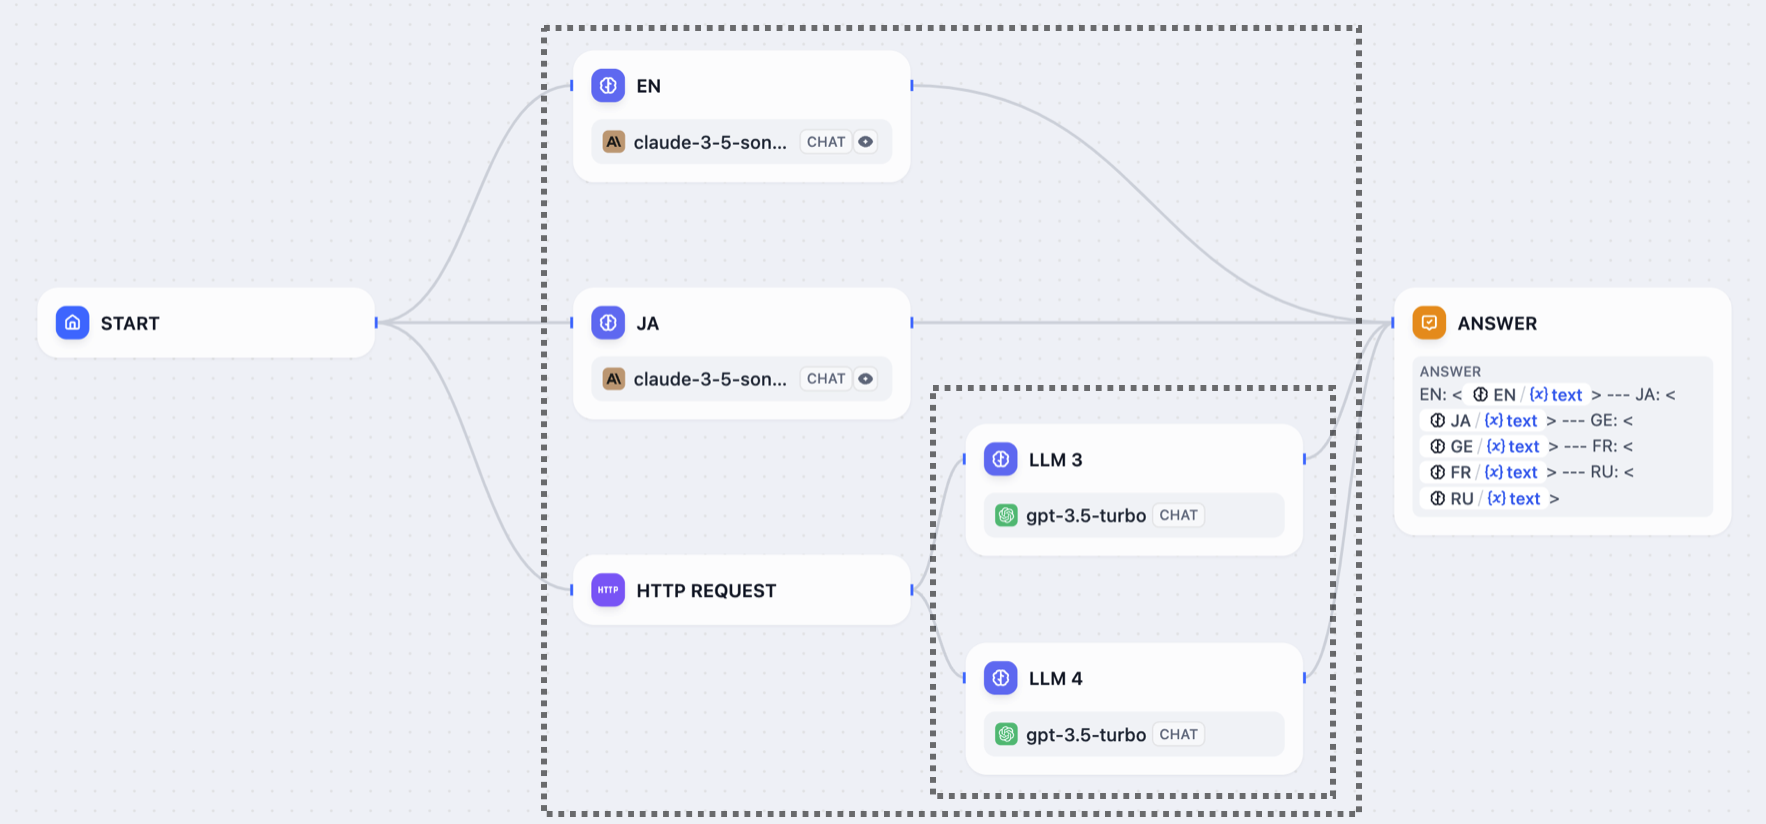 EN
claude-3-5-son... CHAT
START
JA
claude-3-5-son... CHAT
HTTP HTTP REQUEST
LLM 3
gpt-3.5-turbo CHAT
LLM 4
gpt-3.5-turbo CHAT
ANSWER
ANSWER
EN: < EN / {x} text > --- JA: <
JA / {x} text > --- GE: <
GE / {x} text > --- FR: <
FR / {x} text > --- RU: <
RU / {x} text >